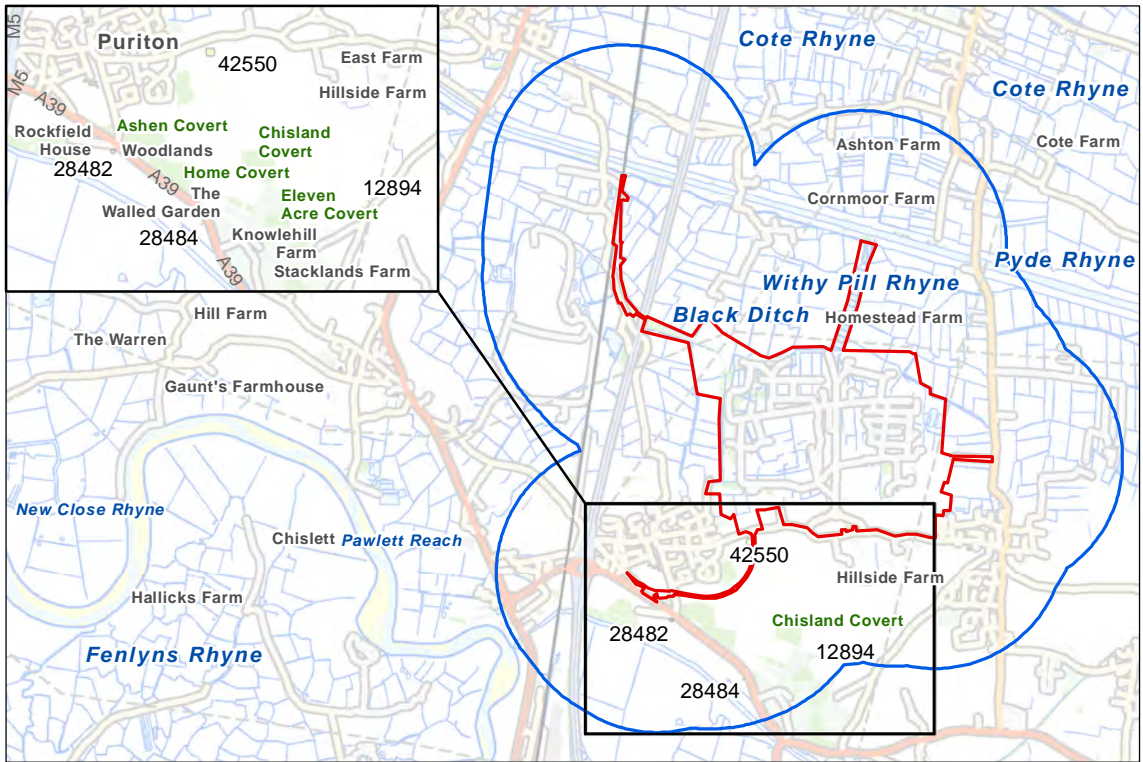 M5
Puriton
42550
East Farm
Hillside Farm
M5
A39
Rockfield
House
Ashen Covert
Woodlands
Chisland
Covert
28482
Home Covert
A39
The
Walled Garden
Eleven
Acre Covert
12894
28484
Knowlehill
Farm
A39
Stacklands Farm
Cote Rhyne
Cote Rhyne
Ashton Farm
Cote Farm
Cornmoor Farm
Pyde Rhyne
Withy Pill Rhyne
Black Ditch
Homestead Farm
Hill Farm
The Warren
Gaunt's Farmhouse
New Close Rhyne
Chislett
Pawlett Reach
Hallicks Farm
Fenlyns Rhyne
42550
Hillside Farm
Chisland Covert
28482
12894
28484